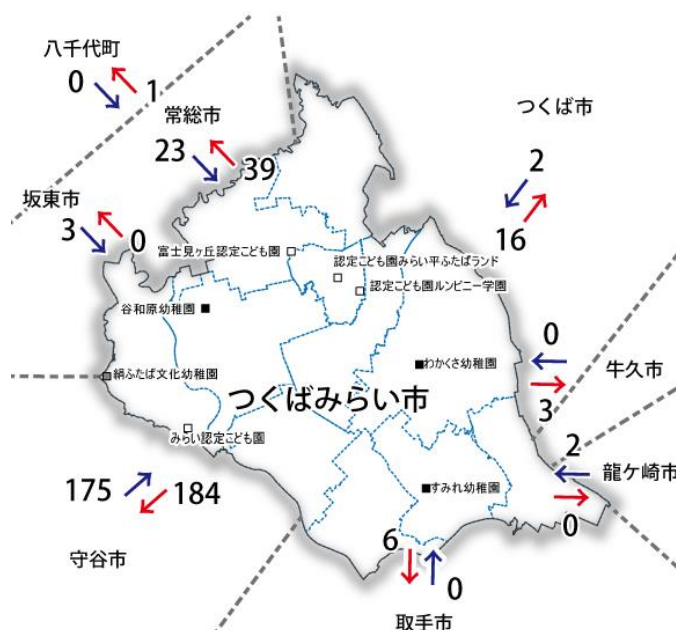 八千代町
0
1
常総市
23
39
つくば市
2
16
坂東市
3
0
富士見ヶ丘認定こども園
認定こども園みらい平ふたばランド
認定こども園ルンビニー学園
谷和原幼稚園
わかくさ幼稚園
0
牛久市
3
絹ふたば文化幼稚園
つくばみらい市
みらい認定こども園
2
龍ケ崎市
0
175
184
すみれ幼稚園
守谷市
6
0
取手市